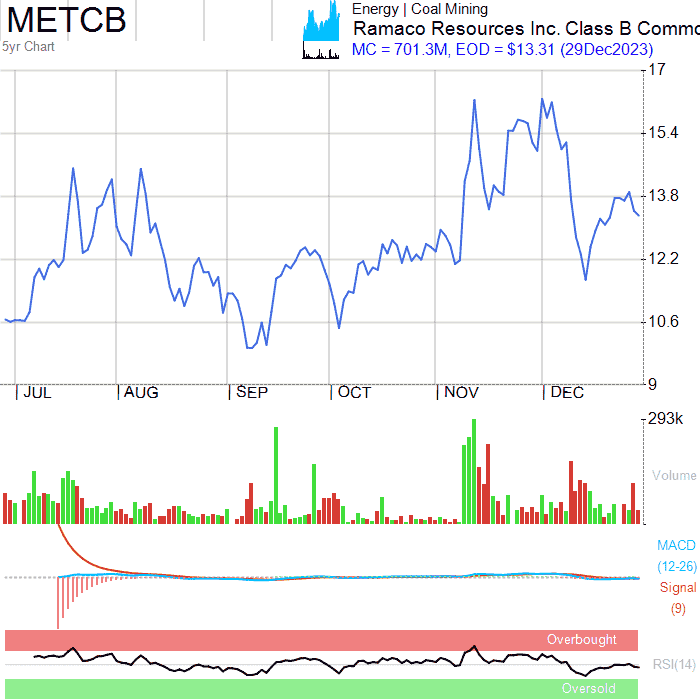 METCB
5yr Chart
Energy | Coal Mining
Ramaco Resources Inc. Class B Commo
MC = 701.3M, EOD = $13.31 (29Dec2023)
17
15.4
13.8
12.2
10.6
9
JUL AUG SEP OCT NOV DEC
293k
Volume
MACD
(12-26)
Signal
(9)
Overbought
RSI(14)
Oversold